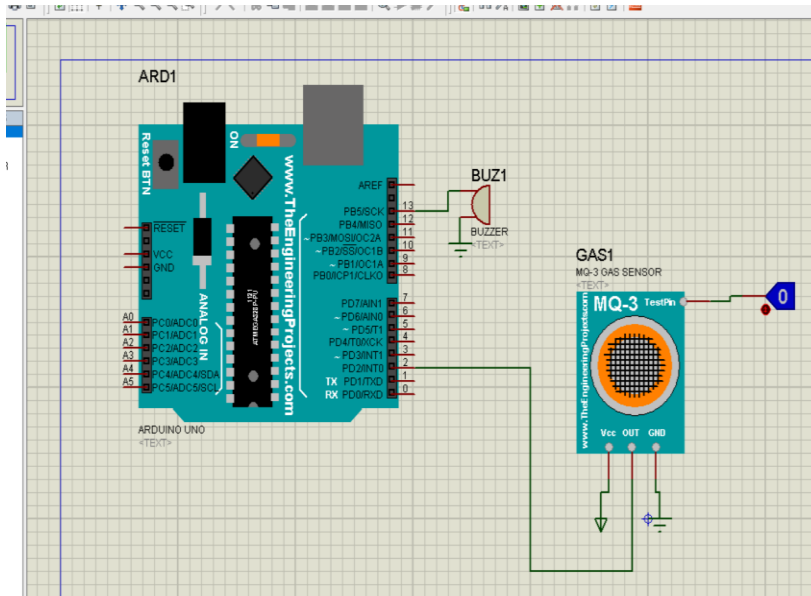 ARD1
Reset BTN
ON
www.TheEngineeringProjects.com
AREF
RESET
VCC
GND
13
PB5/SCK
12
PB4/MISO
11
~PB3/MOSI/OC2A
10
~PB2/SS/OC1B
9
~PB1/OC1A
8
PB0/ICP1/CLKO
7
PD7/AIN1
6
~PD6/AIN0
5
~PD5/T1
4
PD4/T0/XCK
3
~PD3/INT1
2
PD2/INT0
1
TX PD1/TXD
0
RX PD0/RXD
ANALOG IN
A0 PC0/ADC0
A1 PC1/ADC1
A2 PC2/ADC2
A3 PC3/ADC3
A4 PC4/ADC4/SDA
A5 PC5/ADC5/SCL
1121
ATMEGA328P-PU
ARDUINO UNO
<TEXT>
BUZ1
BUZZER
<TEXT>
GAS1
MQ-3 GAS SENSOR
<TEXT>
MQ-3 TestPin
0
www.TheEngineeringProjects.com
Vcc OUT GND